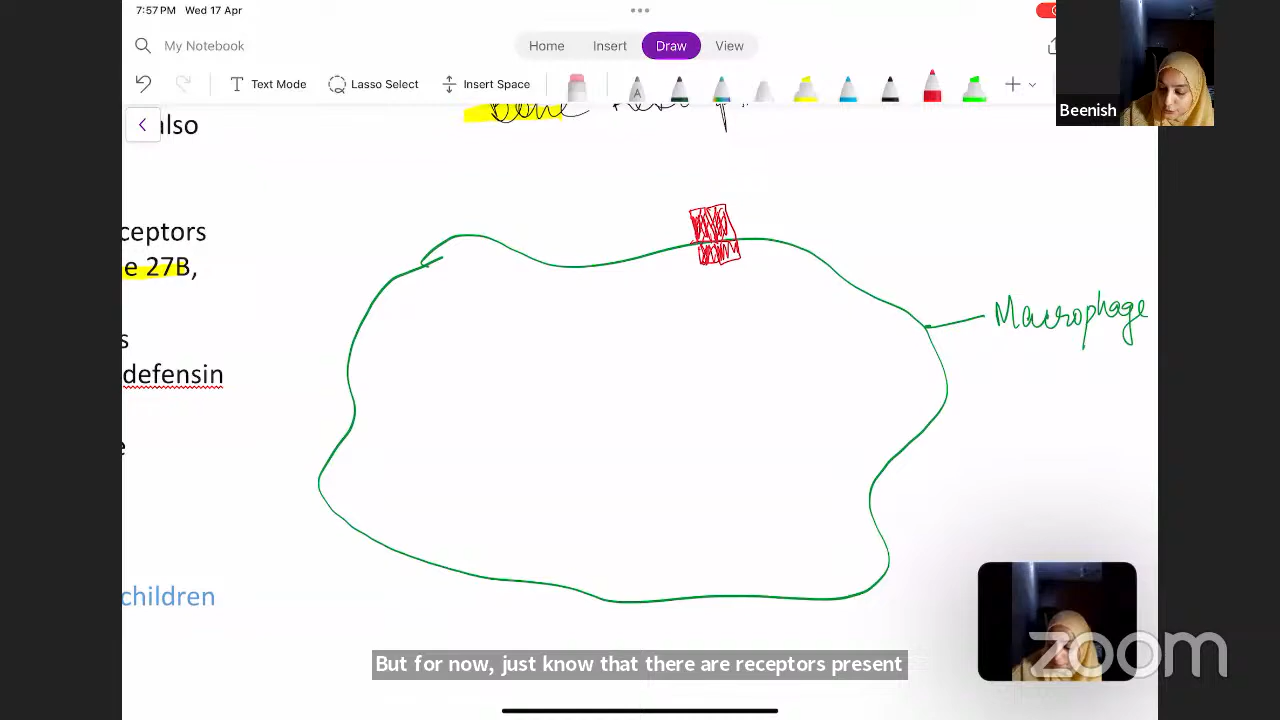 7:57 PM Wed 17 Apr
My Notebook
Home Insert Draw View
Text Mode Lasso Select Insert Space
A
Beenish
also
ceptors
e 27B,
Macrophage
s
defensin
e
children
But for now, just know that there are receptors present
zoom